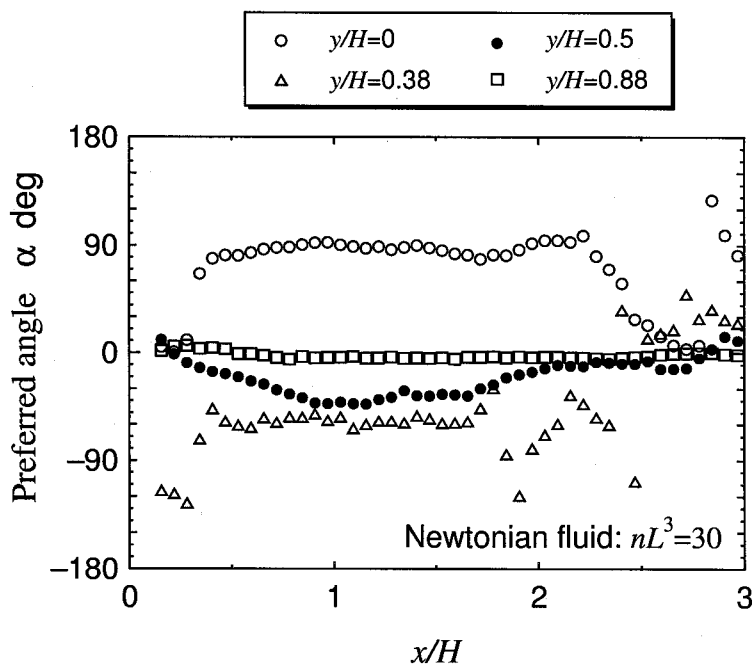 y/H=0
y/H=0.5
y/H=0.38
y/H=0.88
180
90
0
−90
−180
Preferred angle α deg
Newtonian fluid: nL³=30
0
1
2
3
x/H